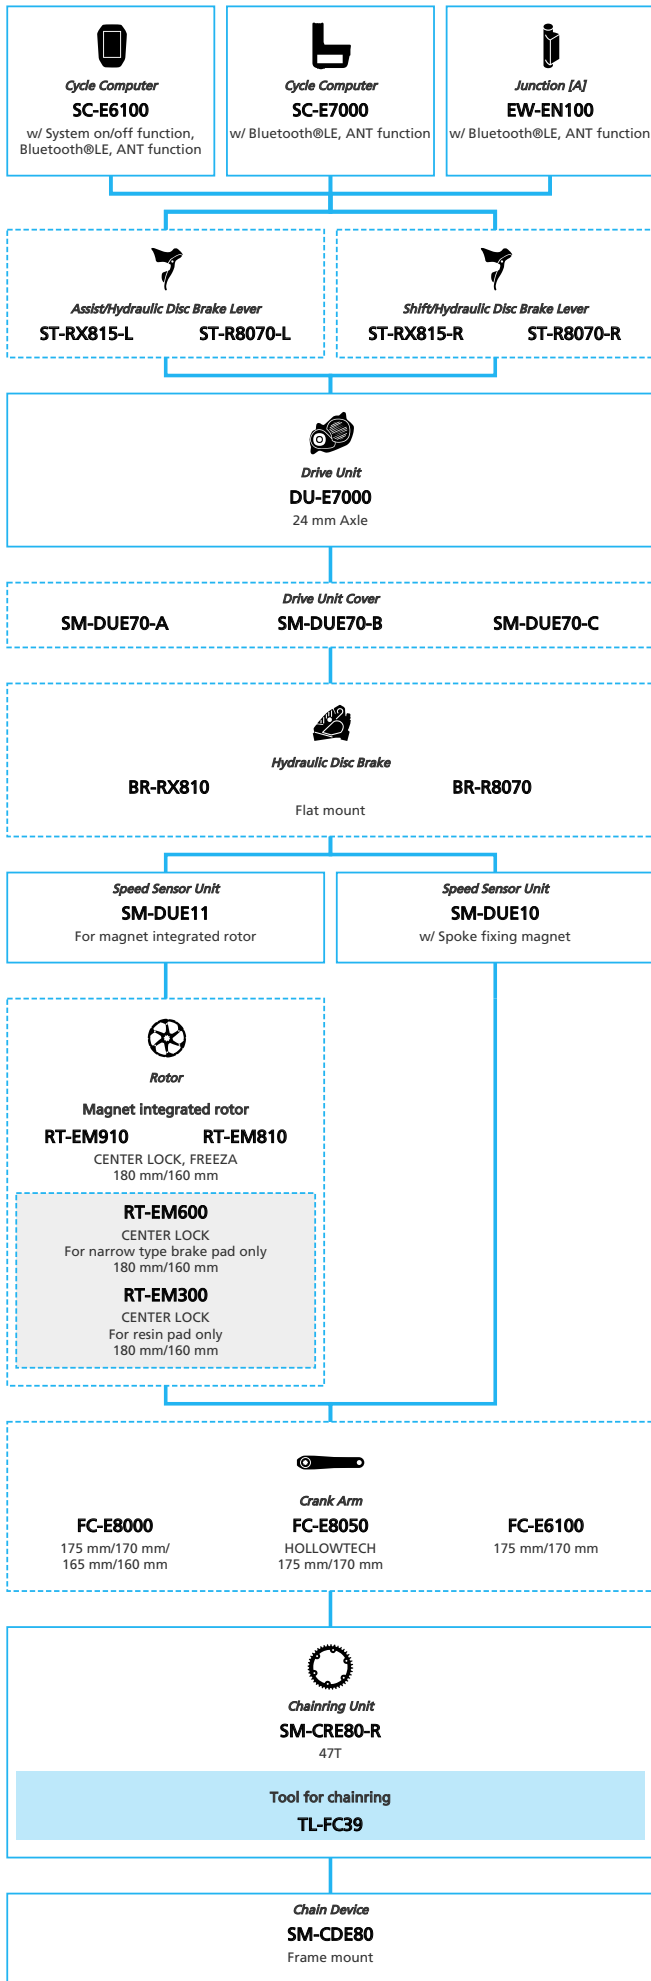 Cycle Computer
SC-E6100
w/ System on/off function,
Bluetooth®LE, ANT function
Cycle Computer
SC-E7000
w/ Bluetooth®LE, ANT function
Junction [A]
EW-EN100
w/ Bluetooth®LE, ANT function
Assist/Hydraulic Disc Brake Lever
ST-RX815-L ST-R8070-L
Shift/Hydraulic Disc Brake Lever
ST-RX815-R ST-R8070-R
Drive Unit
DU-E7000
24 mm Axle
Drive Unit Cover
SM-DUE70-A SM-DUE70-B SM-DUE70-C
Hydraulic Disc Brake
BR-RX810 BR-R8070
Flat mount
Speed Sensor Unit
SM-DUE11
For magnet integrated rotor
Speed Sensor Unit
SM-DUE10
w/ Spoke fixing magnet
Rotor
Magnet integrated rotor
RT-EM910 RT-EM810
CENTER LOCK, FREEZA
180 mm/160 mm
RT-EM600
CENTER LOCK
For narrow type brake pad only
180 mm/160 mm
RT-EM300
CENTER LOCK
For resin pad only
180 mm/160 mm
Crank Arm
FC-E8000
175 mm/170 mm/
165 mm/160 mm
FC-E8050
HOLLOWTECH
175 mm/170 mm
FC-E6100
175 mm/170 mm
Chainring Unit
SM-CRE80-R
47T
Tool for chainring
TL-FC39
Chain Device
SM-CDE80
Frame mount